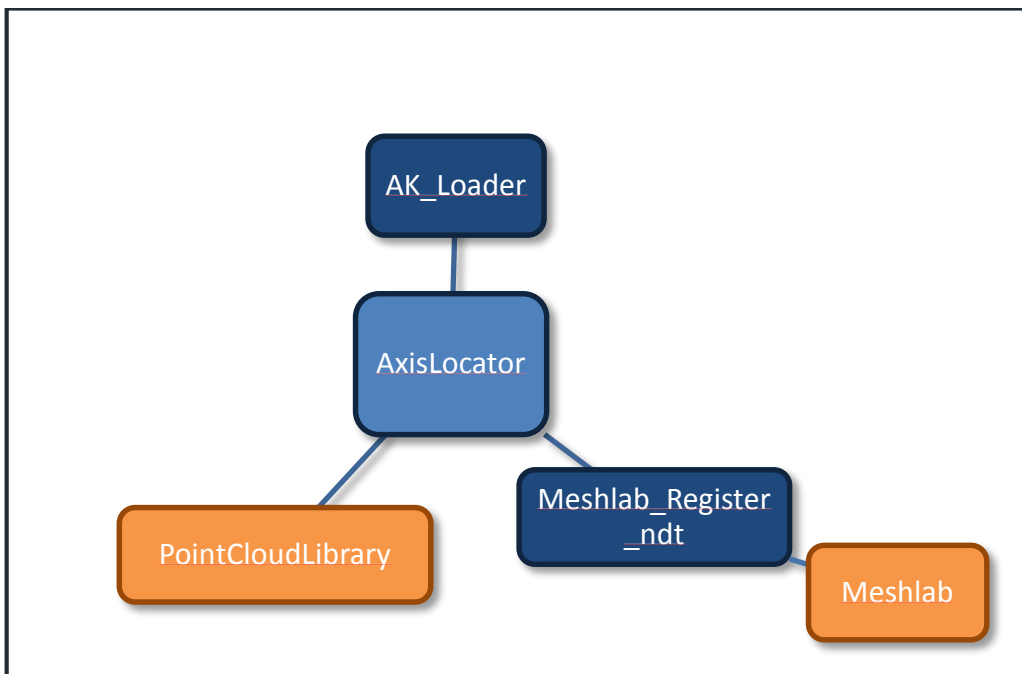 AK_Loader
AxisLocator
Meshlab_Register
_ndt
PointCloudLibrary
Meshlab